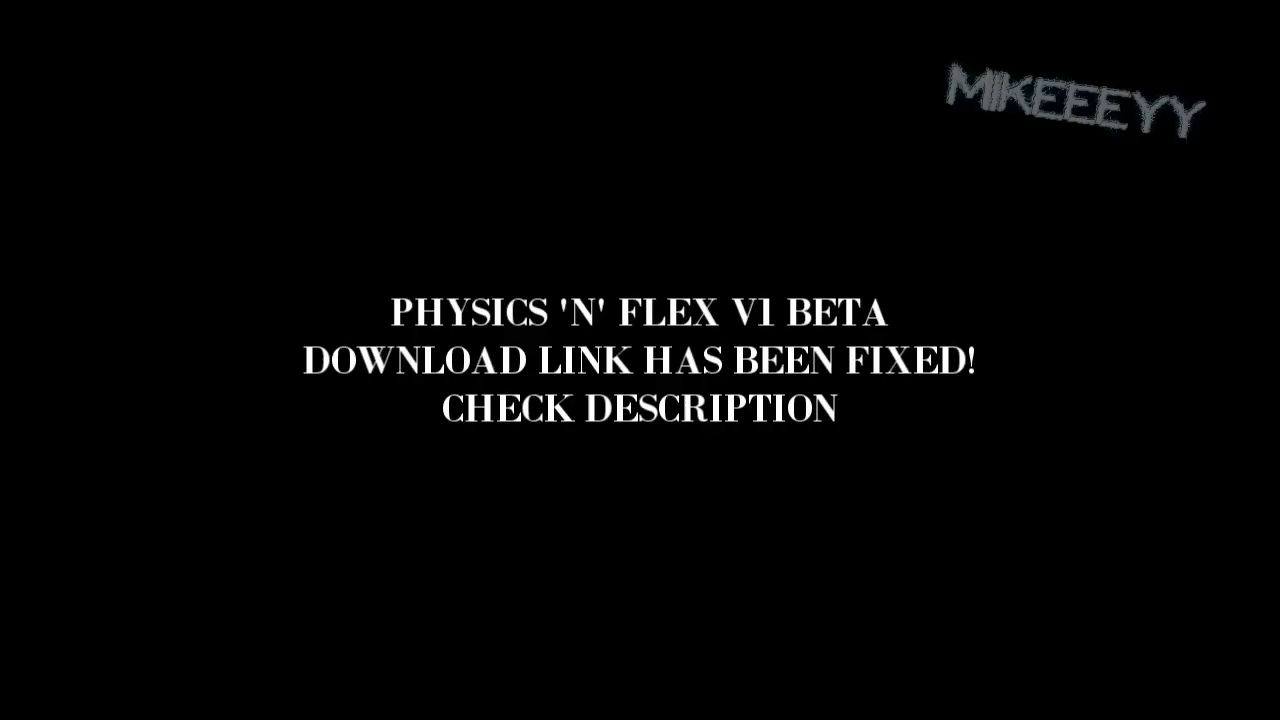 MIKEEEYY
PHYSICS 'N' FLEX V1 BETA
DOWNLOAD LINK HAS BEEN FIXED!
CHECK DESCRIPTION